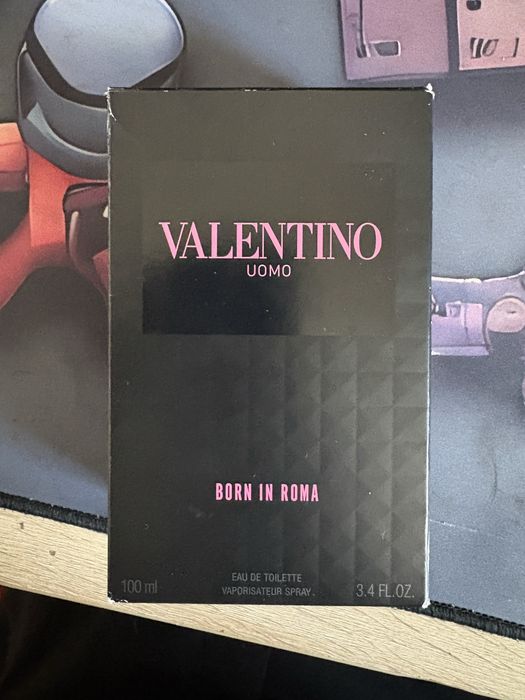 VALENTINO
UOMO
BORN IN ROMA
EAU DE TOILETTE
100 ml VAPORISATEUR SPRAY. 3.4 FL.OZ.